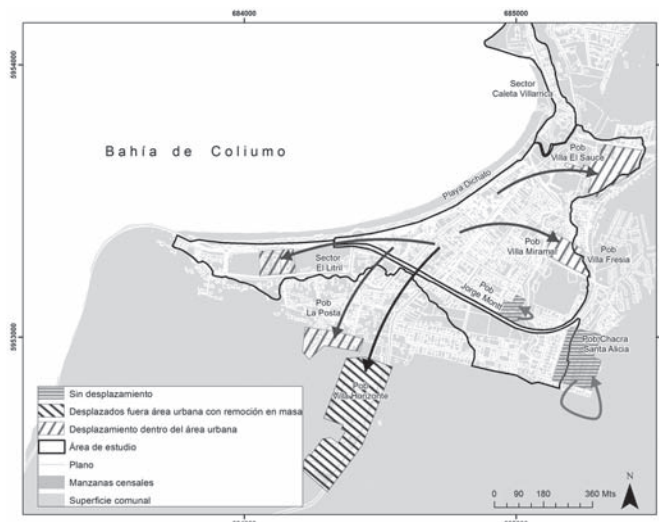 684000
685000
5954000
Sector
Caleta Villarrica
Bahía de Coliumo
Pob
Villa El Sauce
Playa Dichato
Pob
Villa Miramar
Pob
Villa Fresia
Sector
El Litril
Pob
Jorge Montt
Pob
La Posta
5953000
Pob Chacra
Santa Alicia
Pob
Villa Horizonte
Sin desplazamiento
Desplazados fuera área urbana con remoción en masa
Desplazamiento dentro del área urbana
Área de estudio
Plano
Manzanas censales
Superficie comunal
N
0 90 180 360 Mts
684000